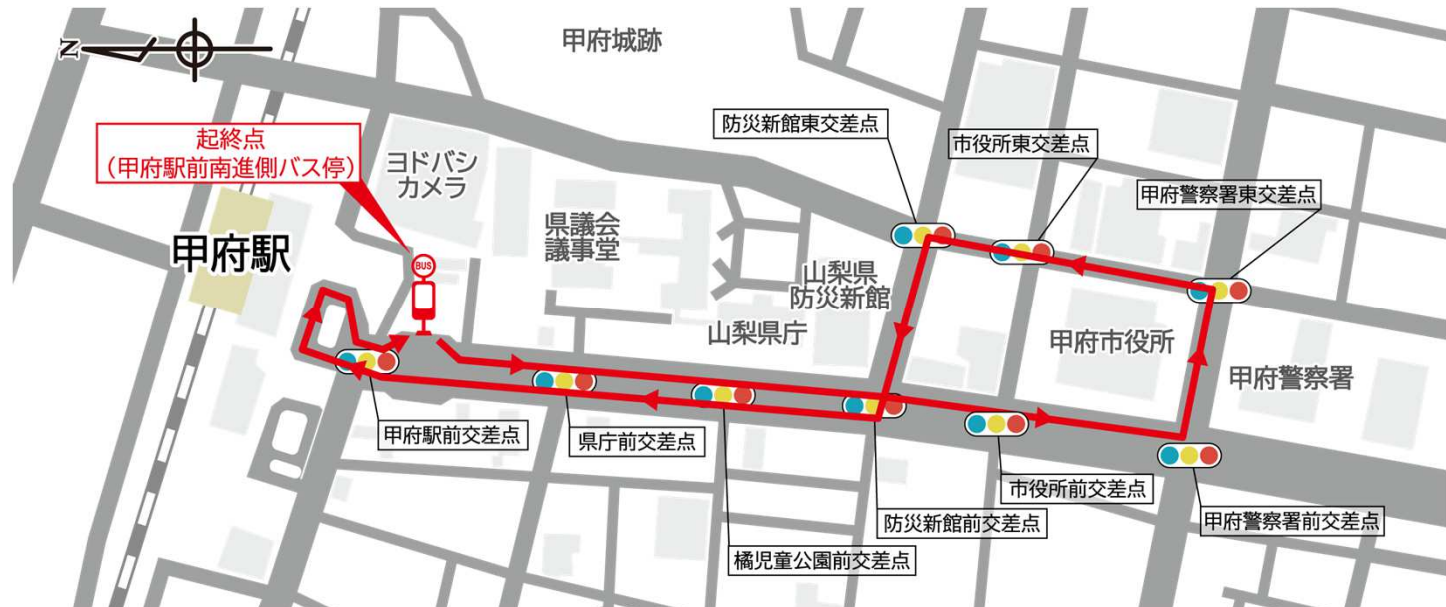 N
甲府城跡
起終点
(甲府駅前南進側バス停)
ヨドバシ
カメラ
防災新館東交差点
市役所東交差点
甲府警察署東交差点
甲府駅
BUS
県議会
議事堂
山梨県
防災新館
山梨県庁
甲府市役所
甲府警察署
甲府駅前交差点
県庁前交差点
橘児童公園前交差点
防災新館前交差点
市役所前交差点
甲府警察署前交差点